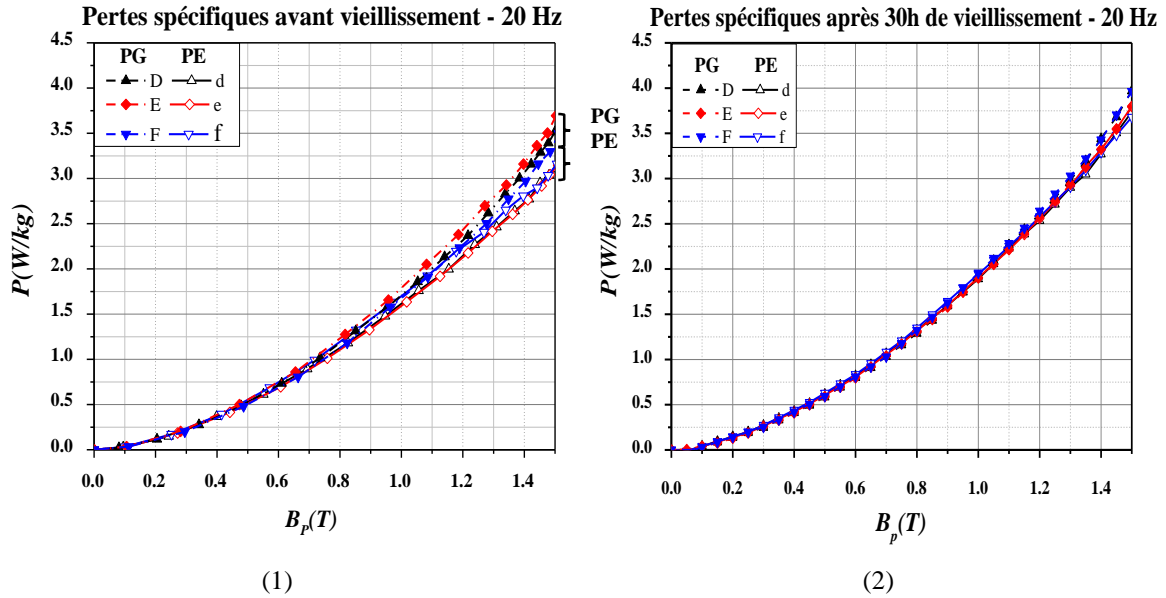 Pertes spécifiques avant vieillissement - 20 Hz
4.5
4.0
3.5
3.0
2.5
2.0
1.5
1.0
0.5
0.0
P(W/kg)
PG PE
D d
E e
F f
PG
PE
0.0 0.2 0.4 0.6 0.8 1.0 1.2 1.4
B_P(T)
(1)
Pertes spécifiques après 30h de vieillissement - 20 Hz
4.5
4.0
3.5
3.0
2.5
2.0
1.5
1.0
0.5
0.0
P(W/kg)
PG PE
D d
E e
F f
0.0 0.2 0.4 0.6 0.8 1.0 1.2 1.4
B_p(T)
(2)